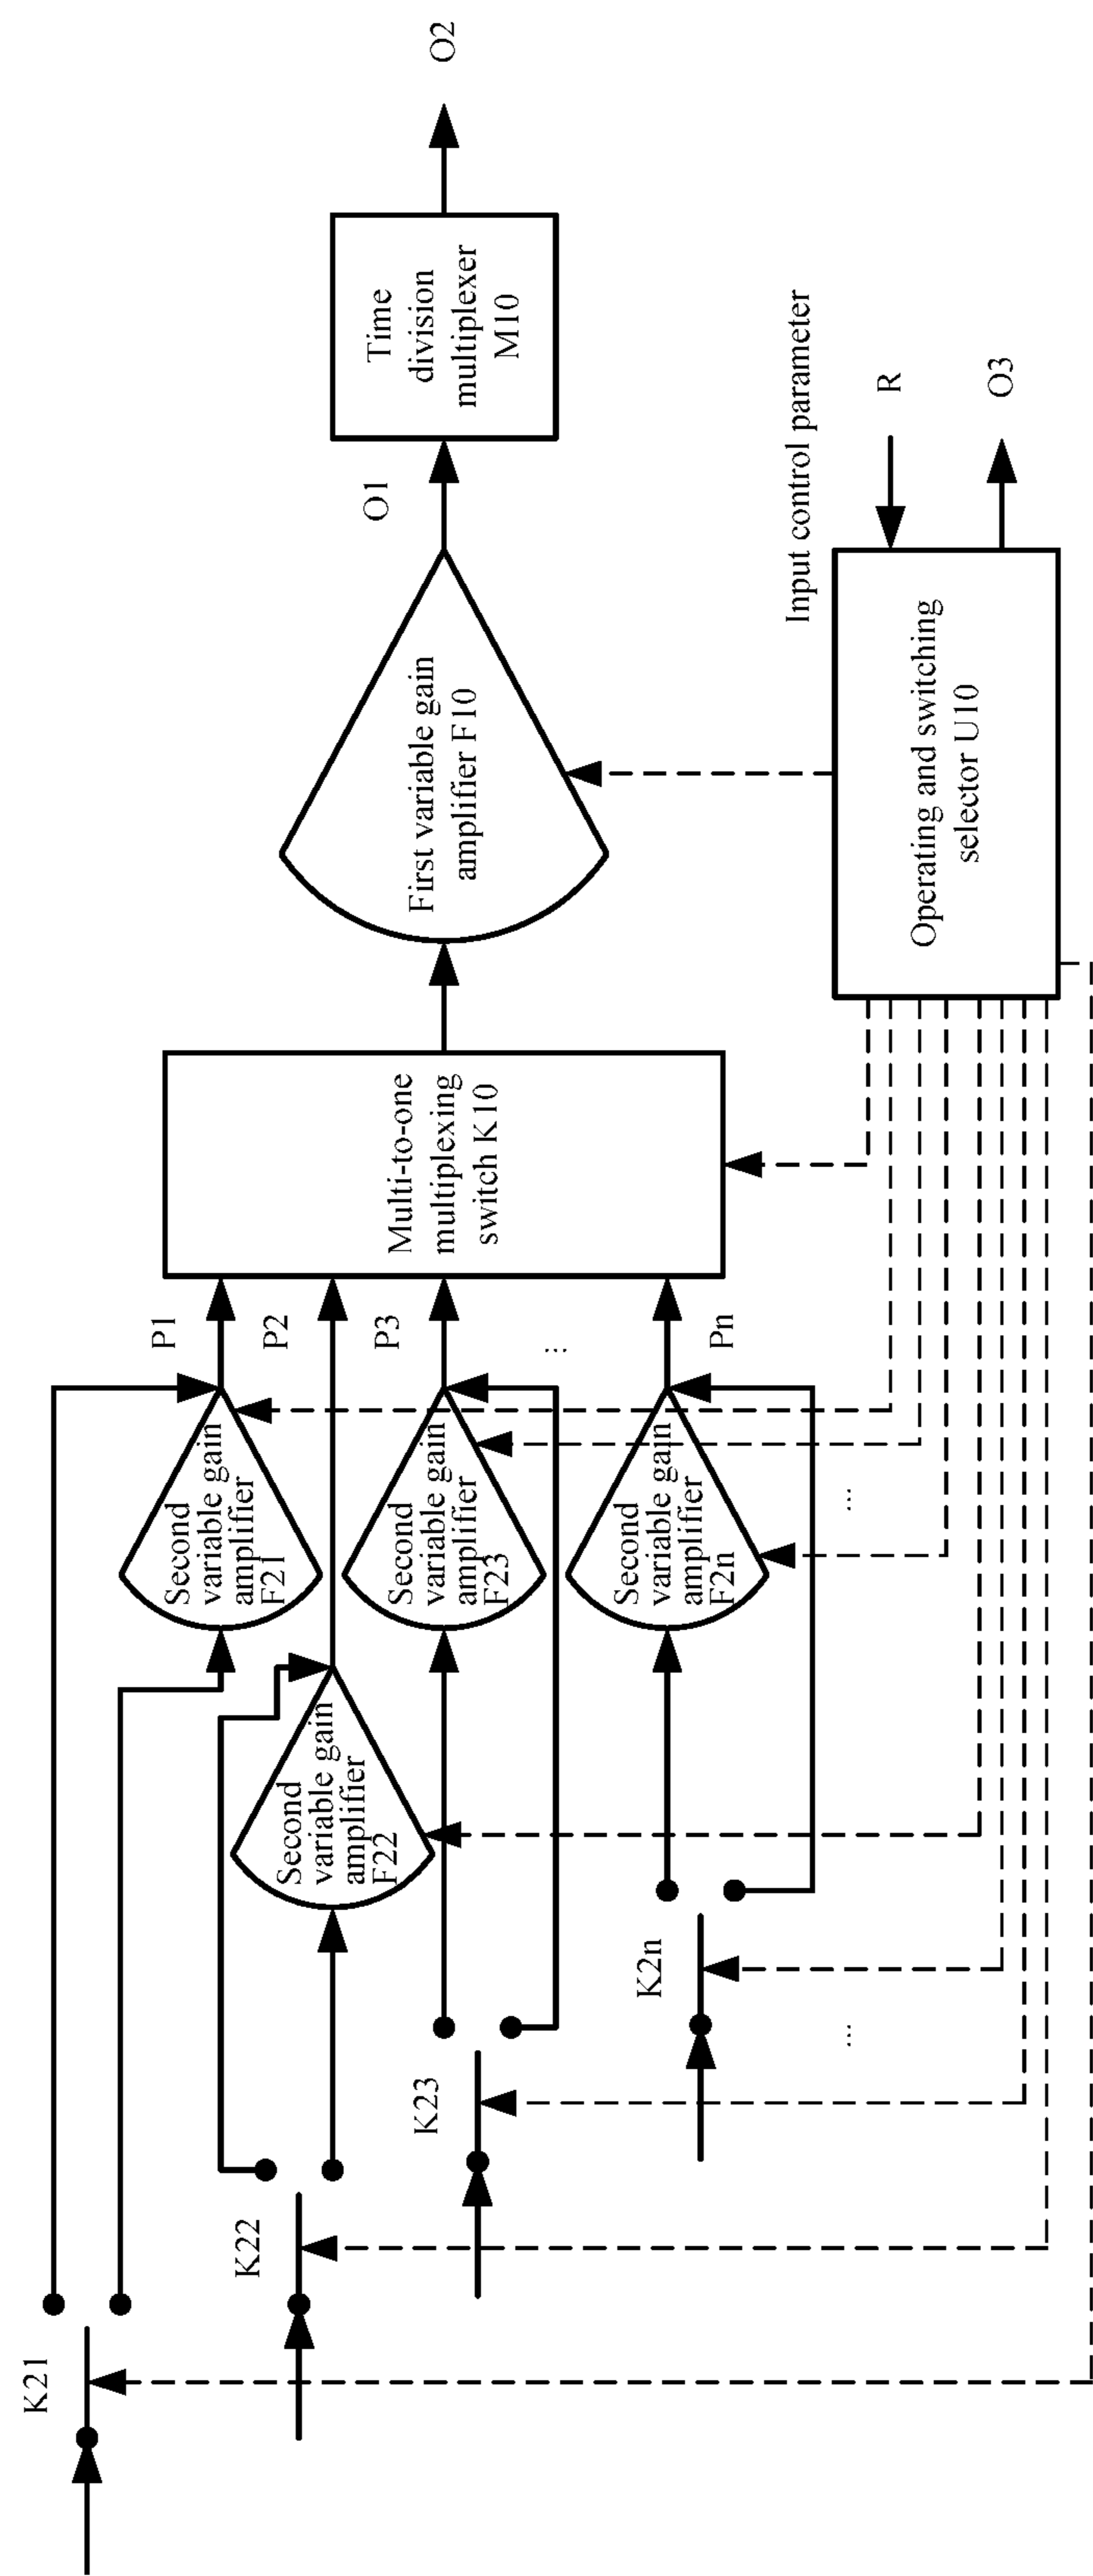 K21
K22
K23
K2n
...
Second
variable gain
amplifier
F22
Second
variable gain
amplifier
F21
Second
variable gain
amplifier
F23
Second
variable gain
amplifier
F2n
...
P1
P2
P3
...
Pn
Multi-to-one
multiplexing
switch K10
First variable gain
amplifier F10
O1
Time
division
multiplexer
M10
O2
Operating and switching
selector U10
Input control parameter
R
O3